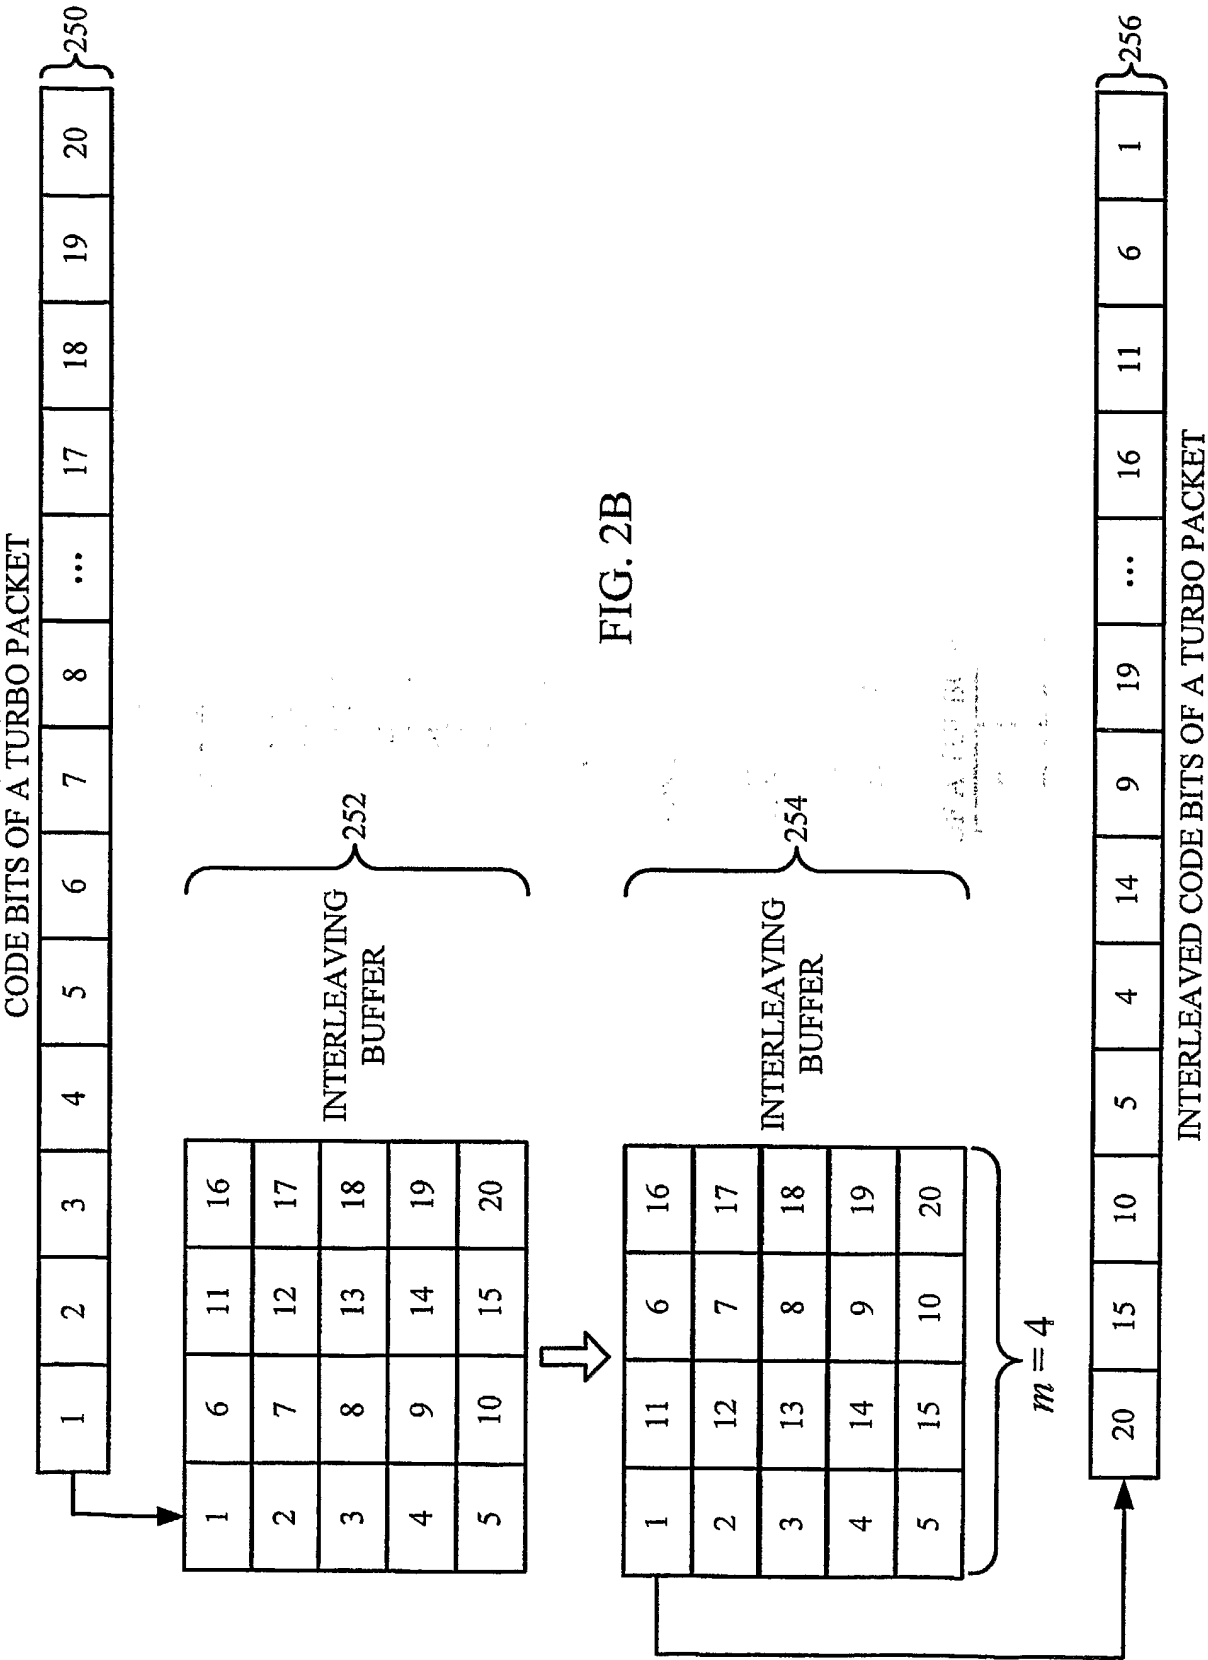 CODE BITS OF A TURBO PACKET
1 2 3 4 5 6 7 8 ... 17 18 19 20 250
1 6 11 16
2 7 12 17
3 8 13 18
4 9 14 19
5 10 15 20
INTERLEAVING
BUFFER
252
1 11 6 16
2 12 7 17
3 13 8 18
4 14 9 19
5 15 10 20
INTERLEAVING
BUFFER
254
m = 4
FIG. 2B
20 15 10 5 4 14 9 19 ... 16 11 6 1 256
INTERLEAVED CODE BITS OF A TURBO PACKET